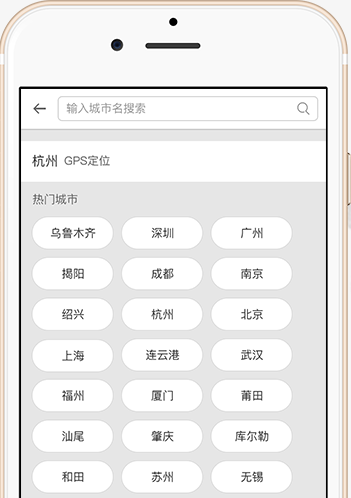 输入城市名搜索
杭州 GPS定位
热门城市
乌鲁木齐 深圳 广州
揭阳 成都 南京
绍兴 杭州 北京
上海 连云港 武汉
福州 厦门 莆田
汕尾 肇庆 库尔勒
和田 苏州 无锡